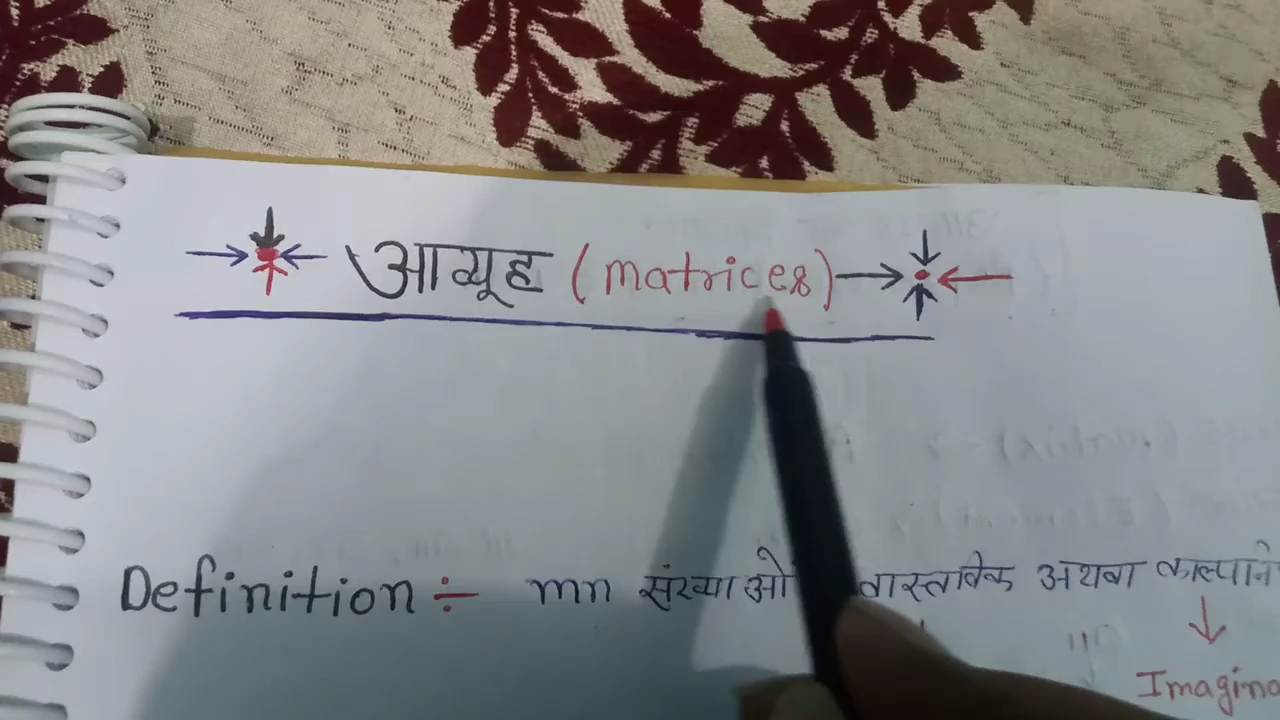 आव्यूह (matrices)
Definition ÷ mn संख्याओ वास्तविक अथवा काल्पनि
Imagina